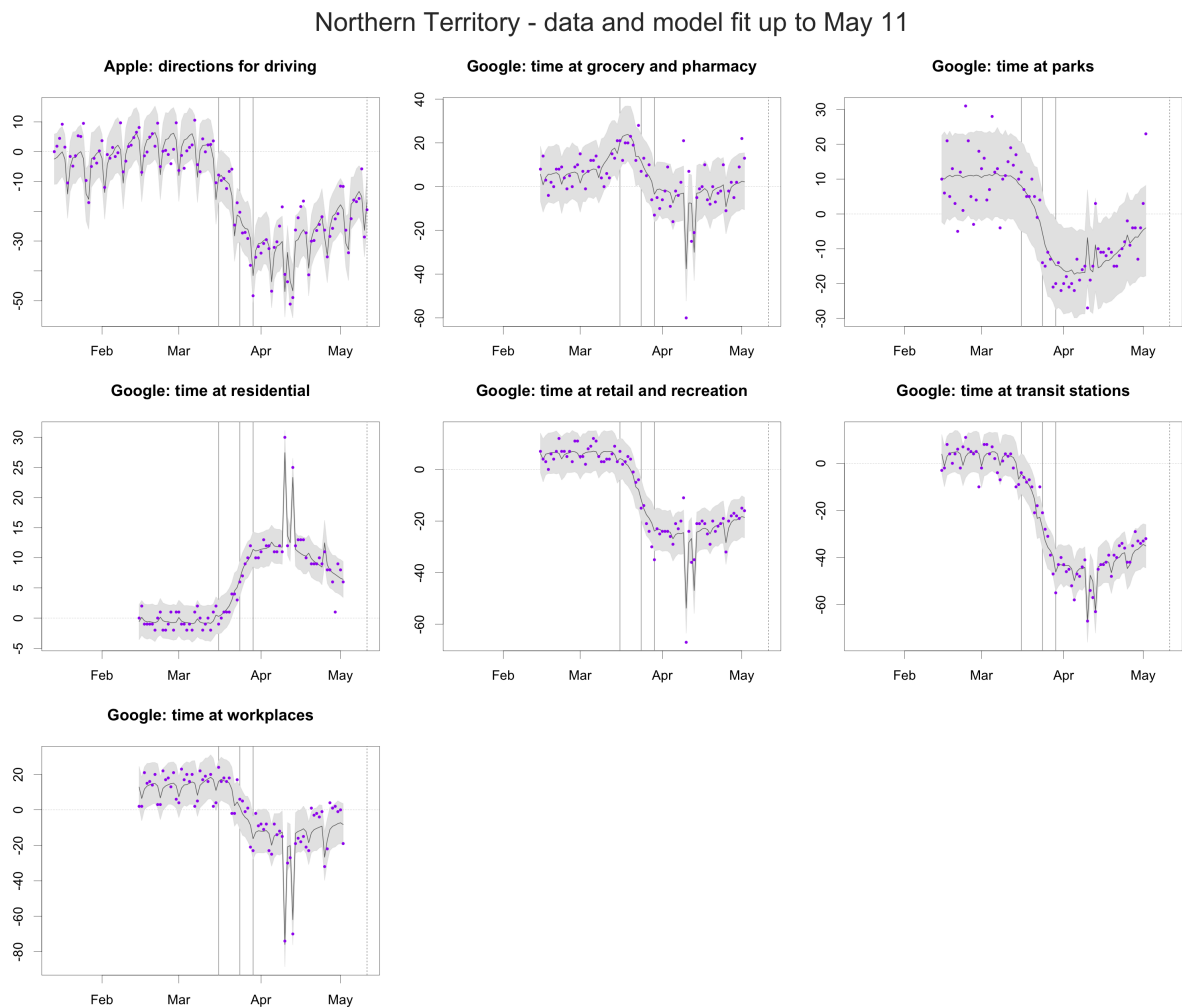 Northern Territory - data and model fit up to May 11
Apple: directions for driving
10
0
-10
-30
-50
Feb Mar Apr May
Google: time at grocery and pharmacy
40
20
0
-20
-40
-60
Feb Mar Apr May
Google: time at parks
30
20
10
0
-10
-20
-30
Feb Mar Apr May
Google: time at residential
30
25
20
15
10
5
0
-5
Feb Mar Apr May
Google: time at retail and recreation
0
-20
-40
-60
Feb Mar Apr May
Google: time at transit stations
0
-20
-40
-60
Feb Mar Apr May
Google: time at workplaces
20
0
-20
-40
-60
-80
Feb Mar Apr May